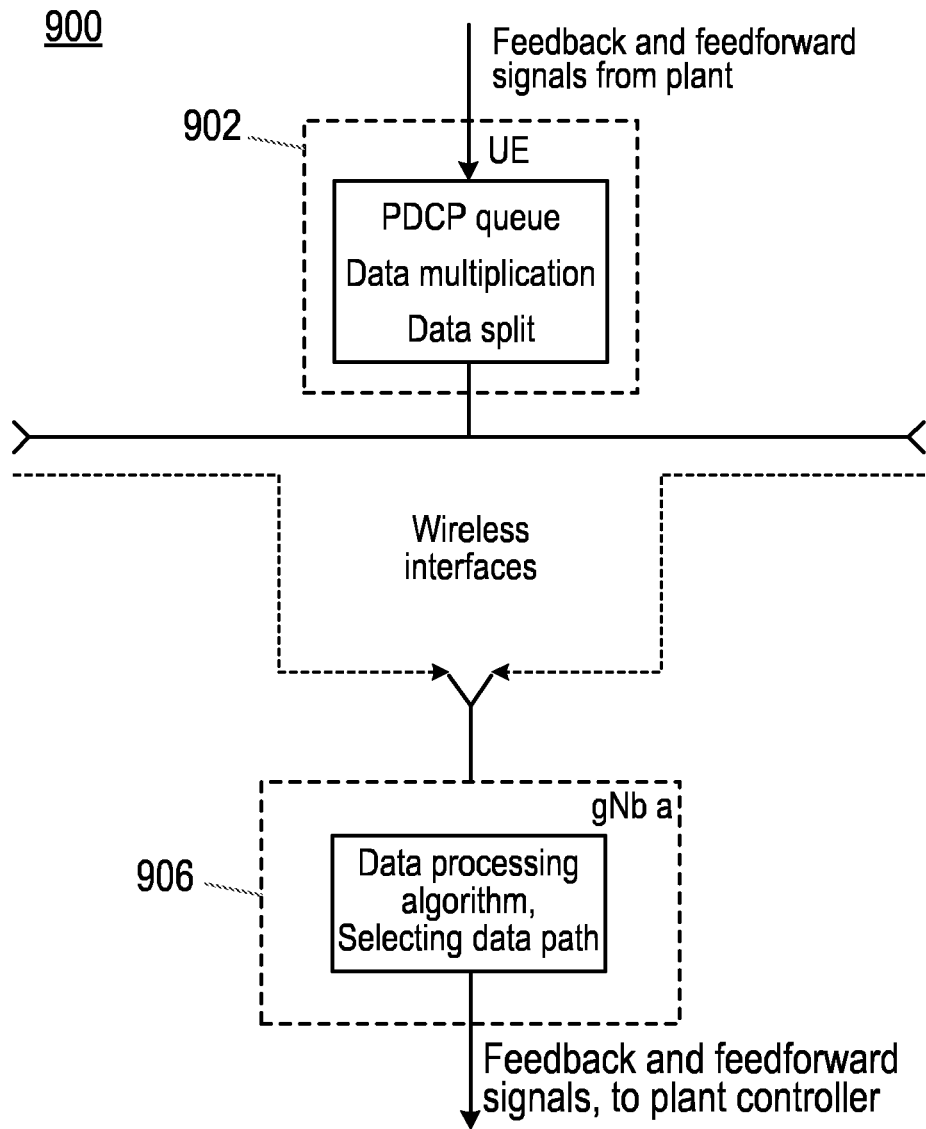 900
Feedback and feedforward
signals from plant
902
UE
PDCP queue
Data multiplication
Data split
Wireless
interfaces
gNb a
906
Data processing
algorithm,
Selecting data path
Feedback and feedforward
signals, to plant controller